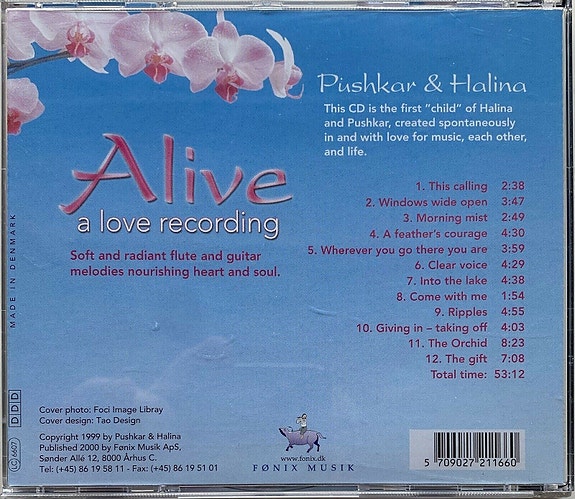 Pushkar & Halina
This CD is the first "child" of Halina
and Pushkar, created spontaneously
in and with love for music, each other,
and life.
Alive
a love recording
Soft and radiant flute and guitar
melodies nourishing heart and soul.
1. This calling 2:38
2. Windows wide open 3:47
3. Morning mist 2:49
4. A feather's courage 4:30
5. Wherever you go there you are 3:59
6. Clear voice 4:29
7. Into the lake 4:38
8. Come with me 1:54
9. Ripples 4:55
10. Giving in – taking off 4:03
11. The Orchid 8:23
12. The gift 7:08
Total time: 53:12
MADE IN DENMARK
DDD
LC 6607
Cover photo: Foci Image Libray
Cover design: Tao Design
Copyright 1999 by Pushkar & Halina
Published 2000 by Fønix Musik ApS,
Sønder Allé 12, 8000 Århus C.
Tel: (+45) 86 19 58 11 - Fax: (+45) 86 19 51 01
www.fonix.dk
FØNIX MUSIK
5 709027 211660